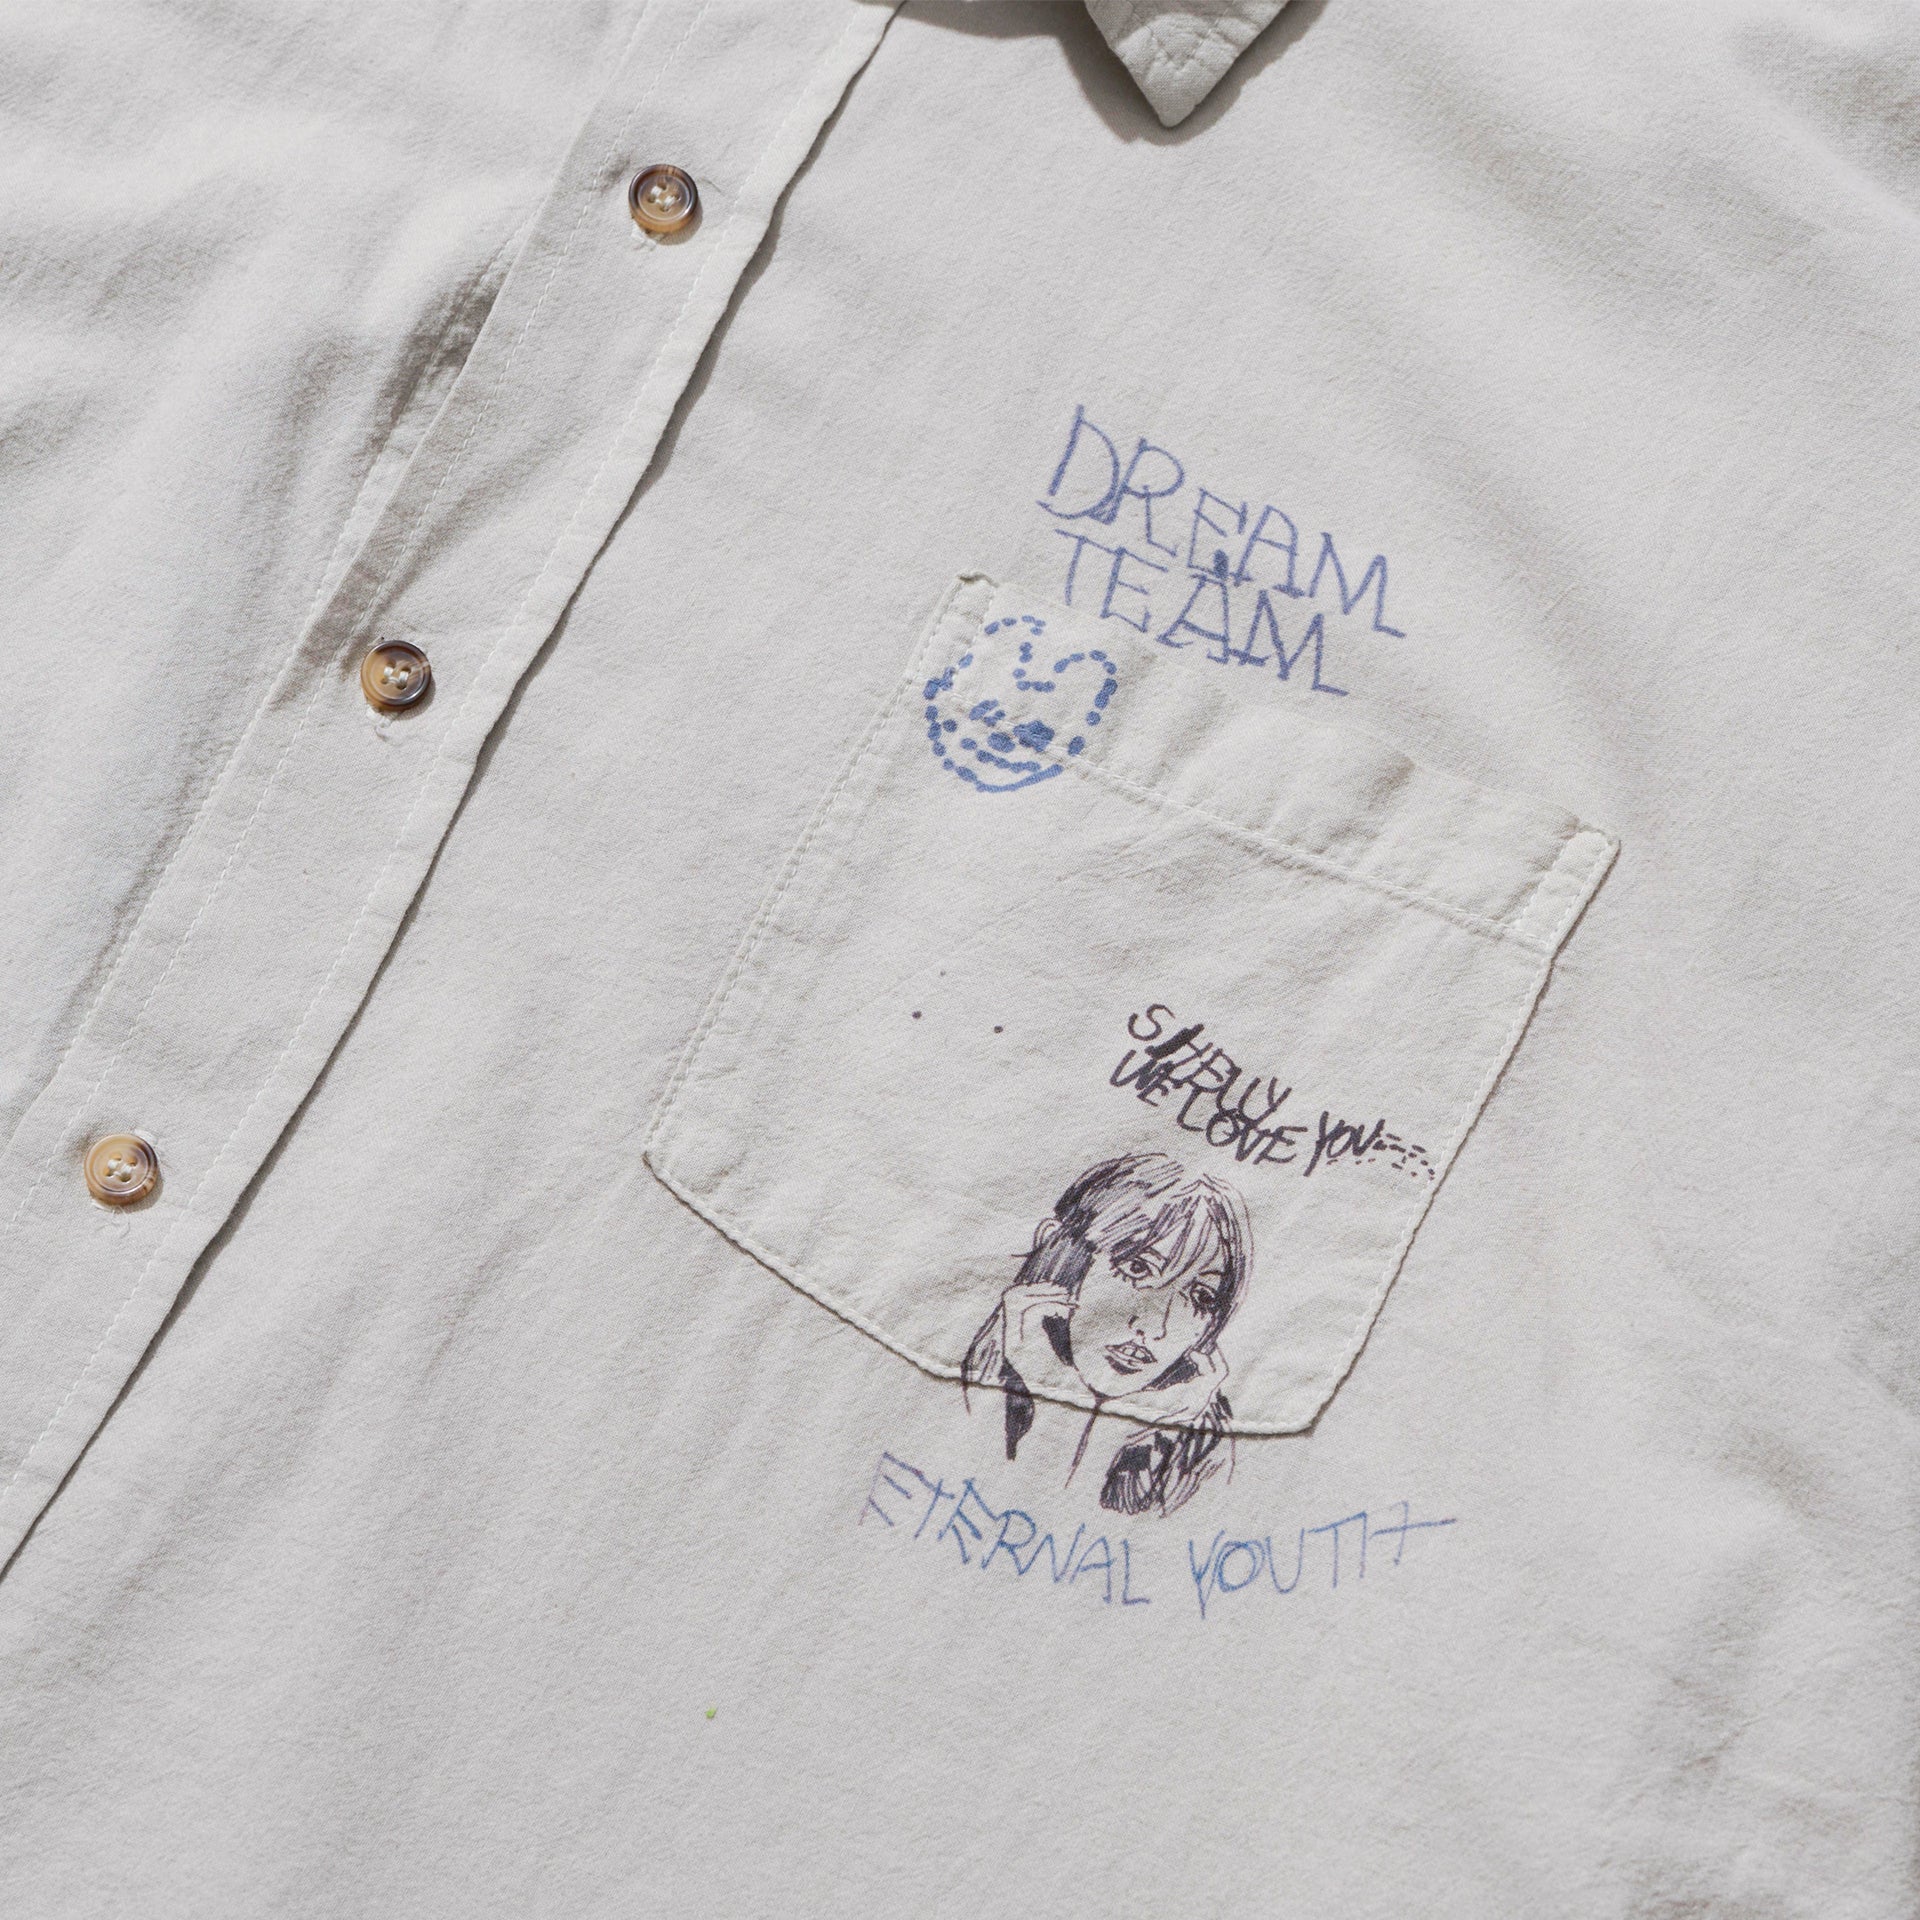 DREAM
TEAM
SHELLY
WE LOVE YOU
ETERNAL YOUTH